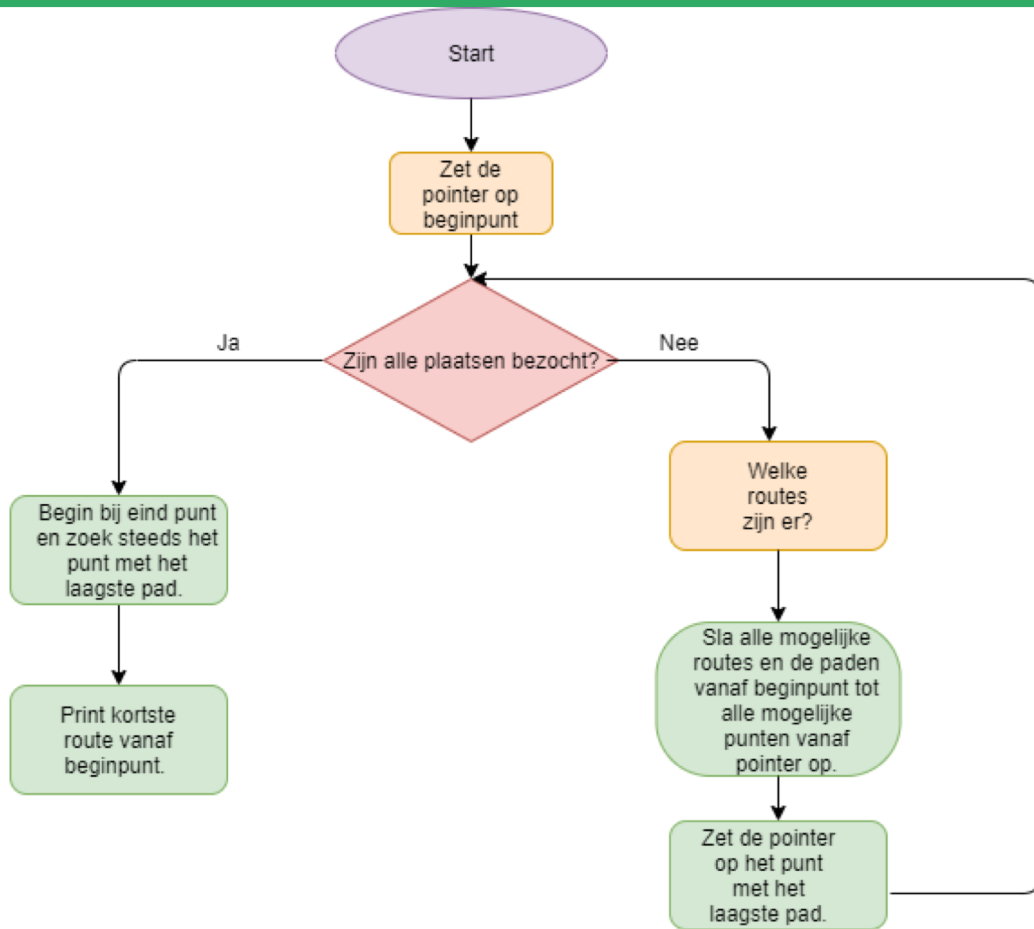 Start
Zet de
pointer op
beginpunt
Zijn alle plaatsen bezocht?
Ja
Nee
Begin bij eind punt
en zoek steeds het
punt met het
laagste pad.
Print kortste
route vanaf
beginpunt.
Welke
routes
zijn er?
Sla alle mogelijke
routes en de paden
vanaf beginpunt tot
alle mogelijke
punten vanaf
pointer op.
Zet de pointer
op het punt
met het
laagste pad.